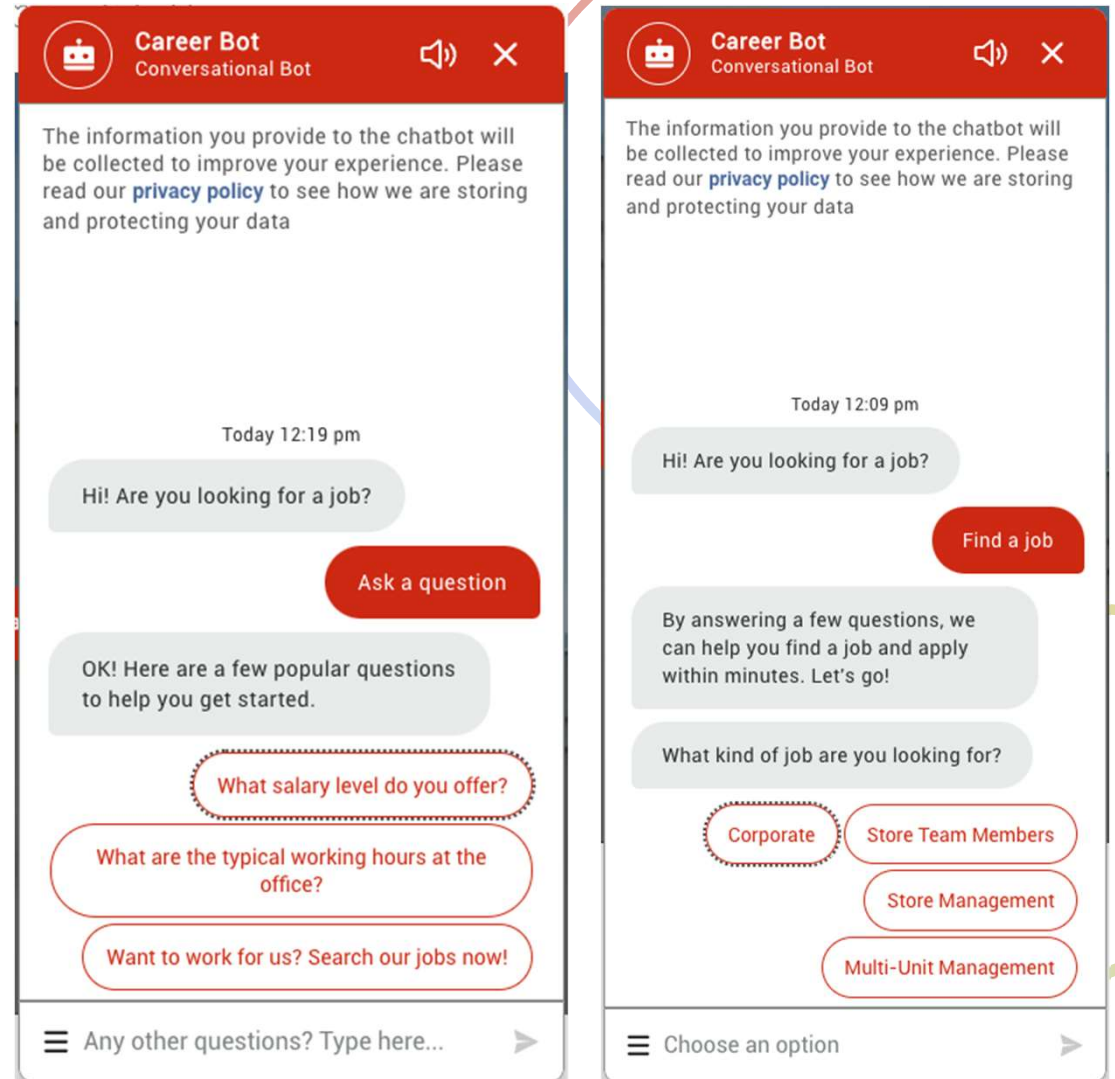 Career Bot
Conversational Bot
The information you provide to the chatbot will
be collected to improve your experience. Please
read our privacy policy to see how we are storing
and protecting your data
Today 12:19 pm
Hi! Are you looking for a job?
Ask a question
OK! Here are a few popular questions
to help you get started.
What salary level do you offer?
What are the typical working hours at the
office?
Want to work for us? Search our jobs now!
Any other questions? Type here...
Career Bot
Conversational Bot
The information you provide to the chatbot will
be collected to improve your experience. Please
read our privacy policy to see how we are storing
and protecting your data
Today 12:09 pm
Hi! Are you looking for a job?
Find a job
By answering a few questions, we
can help you find a job and apply
within minutes. Let's go!
What kind of job are you looking for?
Corporate
Store Team Members
Store Management
Multi-Unit Management
Choose an option